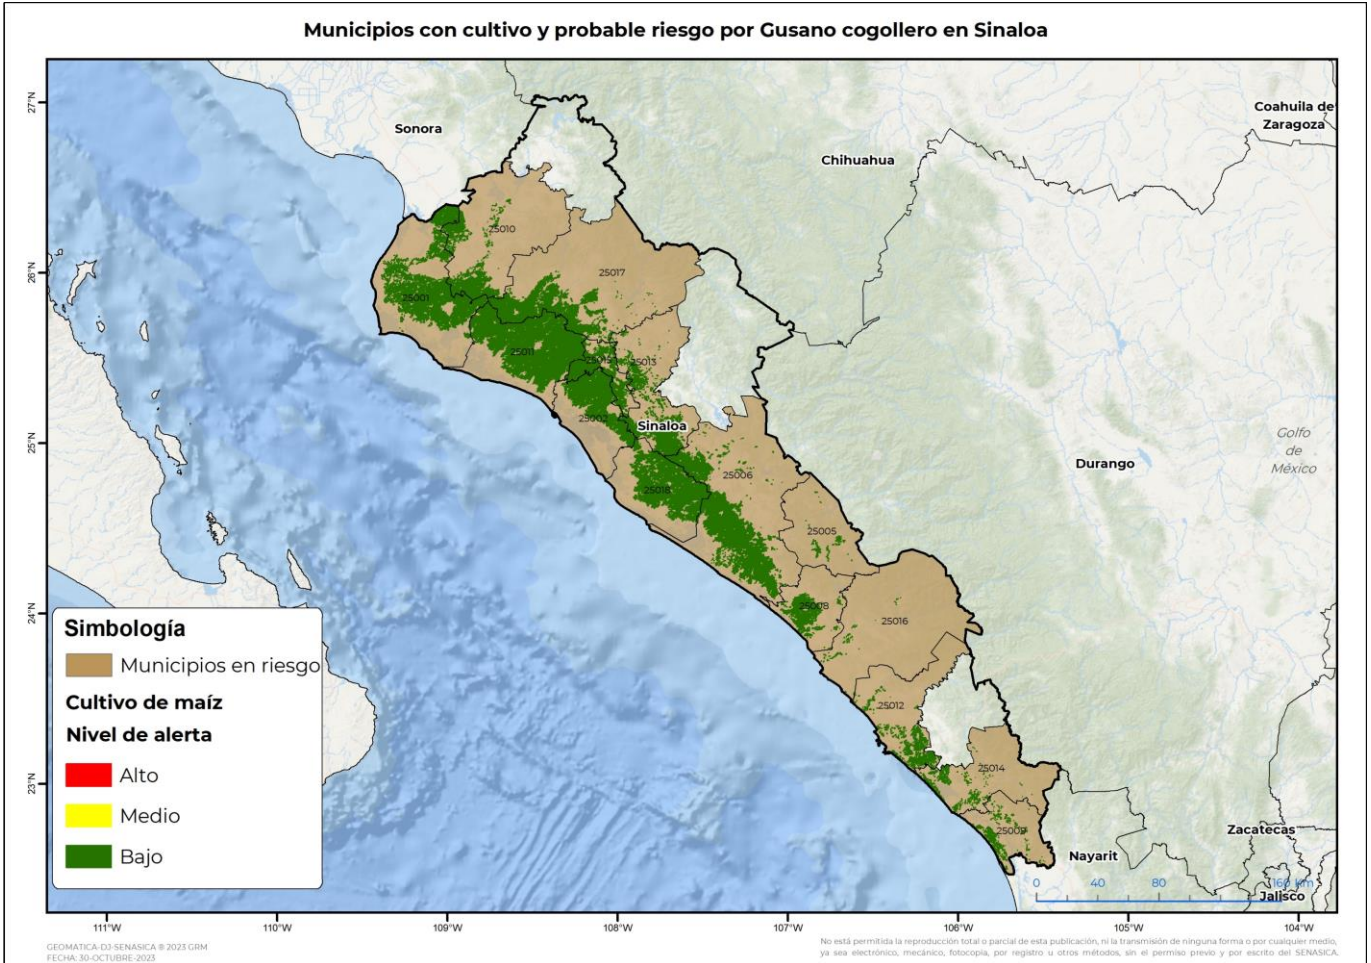 Municipios con cultivo y probable riesgo por Gusano cogollero en Sinaloa
27°N
26°N
25°N
24°N
23°N
Sonora
Chihuahua
Coahuila de
Zaragoza
25010
25017
25001
25011
25013
Sinaloa
25006
25018
Durango
Golfo
de
México
25005
25008
25016
25012
25014
25009
Nayarit
Zacatecas
Jalisco
0 40 80 160 Km
Simbología
Municipios en riesgo
Cultivo de maíz
Nivel de alerta
Alto
Medio
Bajo
111°W 110°W 109°W 108°W 107°W 106°W 105°W 104°W
GEOMATICA-DJ-SENASICA ® 2023 GRM
FECHA: 30-OCTUBRE-2023
No está permitida la reproducción total o parcial de esta publicación, ni la transmisión de ninguna forma o por cualquier medio,
ya sea electrónico, mecánico, fotocopia, por registro u otros métodos, sin el permiso previo y por escrito del SENASICA.